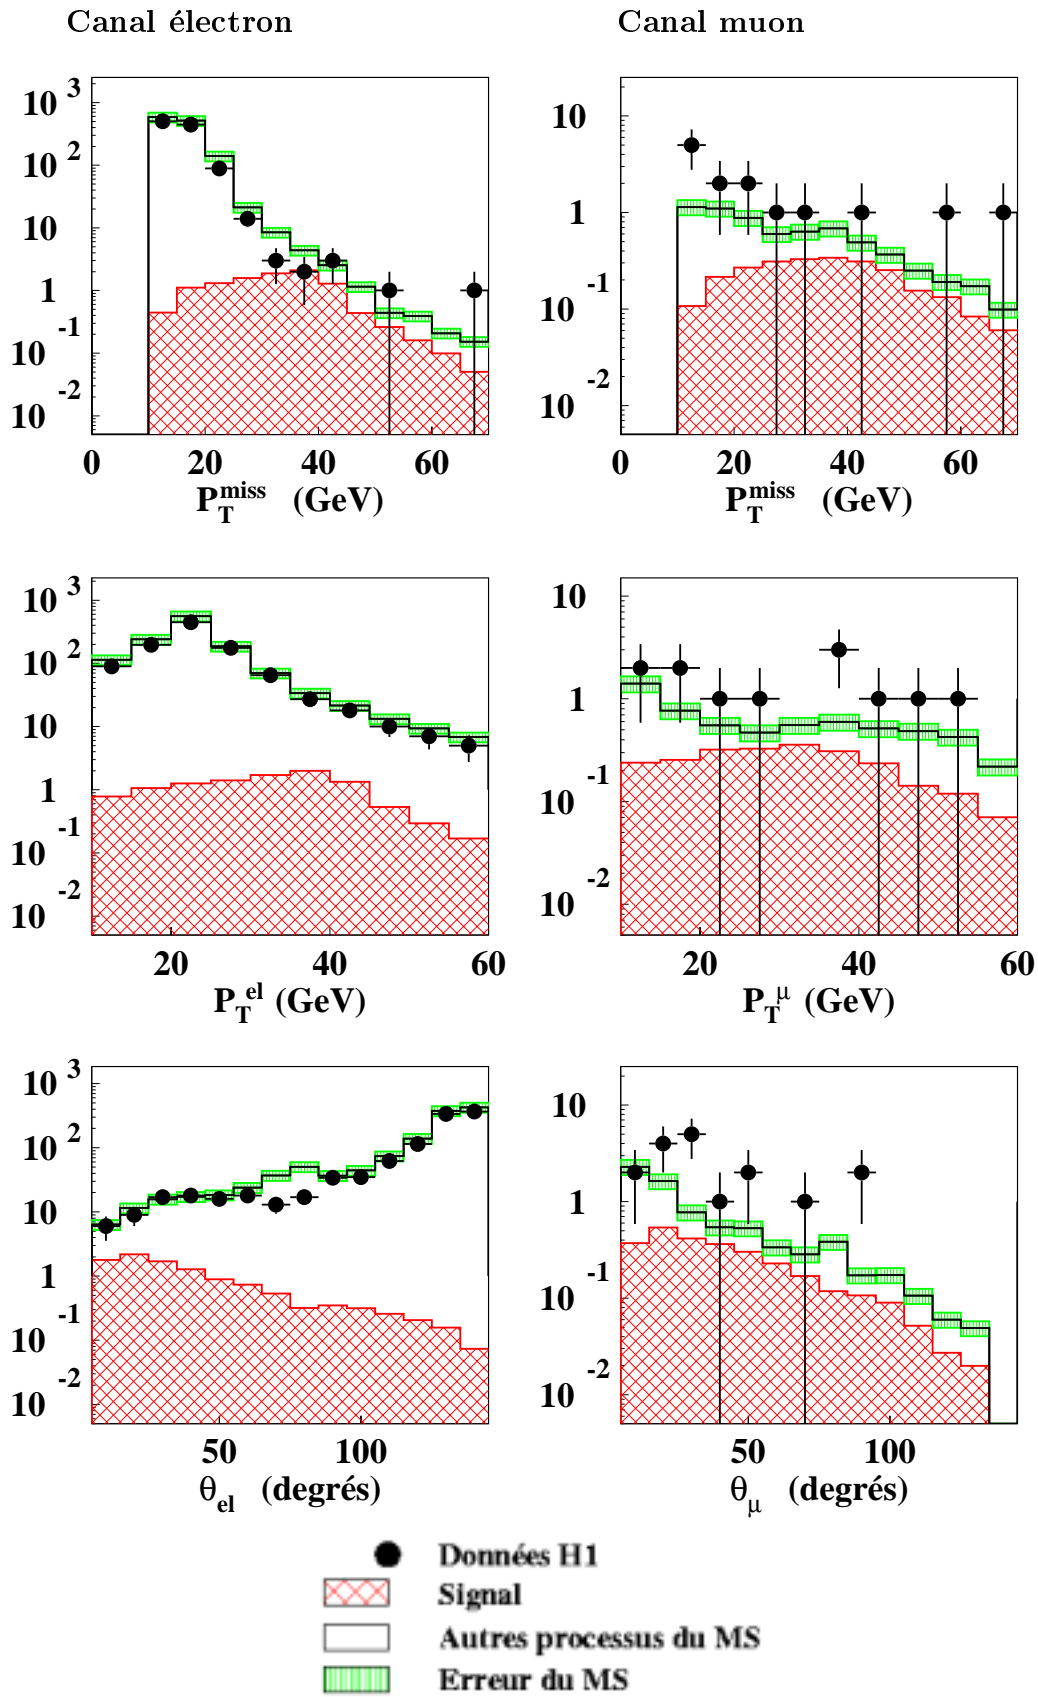 Canal électron
Canal muon
10 3
10 2
10
1
10 -1
10 -2
0 20 40 60
P_T^miss (GeV)
10
1
10 -1
10 -2
0 20 40 60
P_T^miss (GeV)
10 3
10 2
10
1
10 -1
10 -2
20 40 60
P_T^el (GeV)
10
1
10 -1
10 -2
20 40 60
P_T^μ (GeV)
10 3
10 2
10
1
10 -1
10 -2
50 100
θ_el (degrés)
10
1
10 -1
10 -2
50 100
θ_μ (degrés)
Données H1
Signal
Autres processus du MS
Erreur du MS